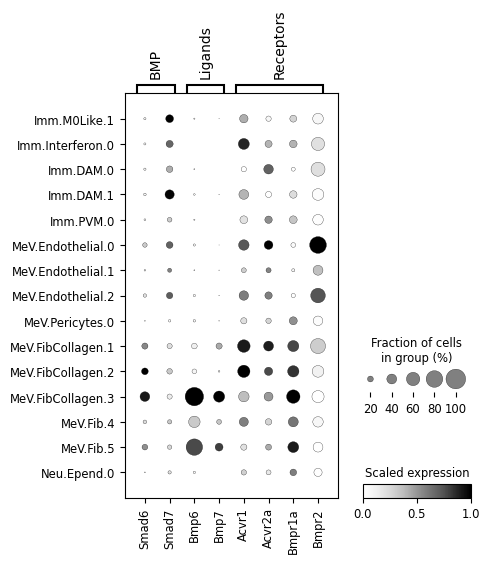 BMP
Ligands
Receptors
Imm.M0Like.1
Imm.Interferon.0
Imm.DAM.0
Imm.DAM.1
Imm.PVM.0
MeV.Endothelial.0
MeV.Endothelial.1
MeV.Endothelial.2
MeV.Pericytes.0
MeV.FibCollagen.1
MeV.FibCollagen.2
MeV.FibCollagen.3
MeV.Fib.4
MeV.Fib.5
Neu.Epend.0
Smad6
Smad7
Bmp6
Bmp7
Acvr1
Acvr2a
Bmpr1a
Bmpr2
Fraction of cells
in group (%)
20 40 60 80 100
Scaled expression
0.0 0.5 1.0